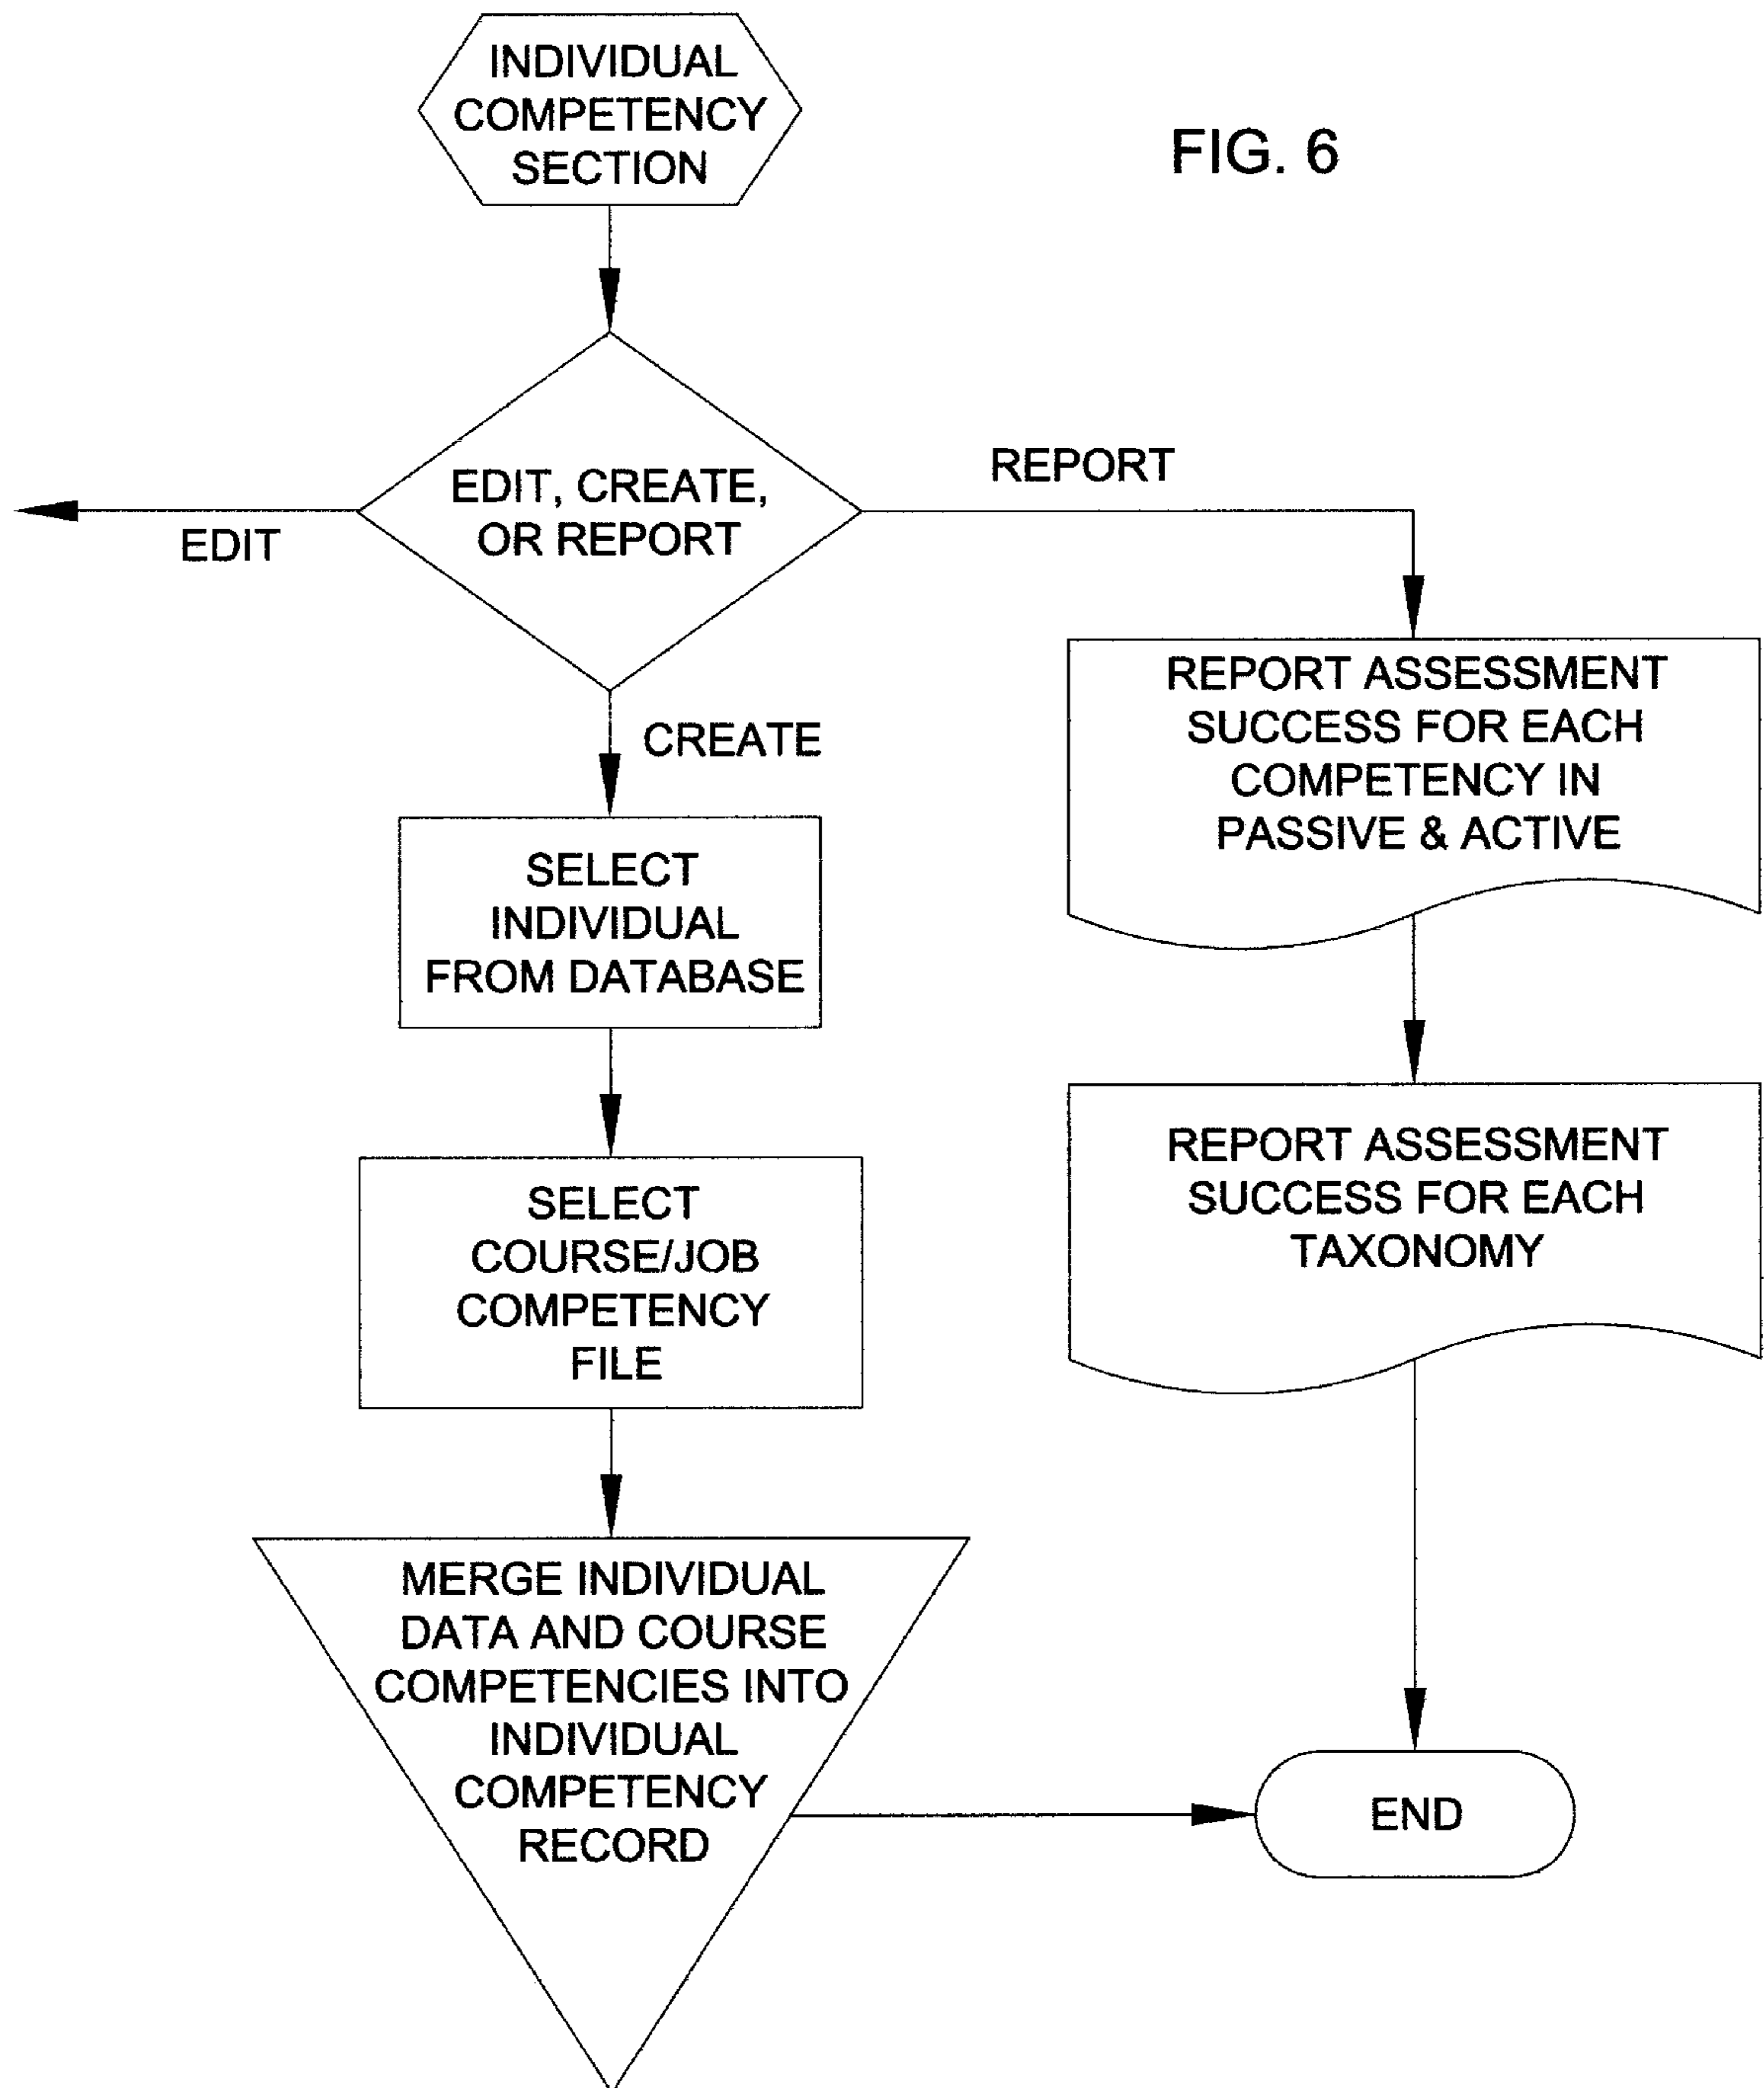 INDIVIDUAL
COMPETENCY
SECTION
FIG. 6
EDIT, CREATE,
OR REPORT
REPORT
EDIT
CREATE
REPORT ASSESSMENT
SUCCESS FOR EACH
COMPETENCY IN
PASSIVE & ACTIVE
SELECT
INDIVIDUAL
FROM DATABASE
REPORT ASSESSMENT
SUCCESS FOR EACH
TAXONOMY
SELECT
COURSE/JOB
COMPETENCY
FILE
MERGE INDIVIDUAL
DATA AND COURSE
COMPETENCIES INTO
INDIVIDUAL
COMPETENCY
RECORD
END